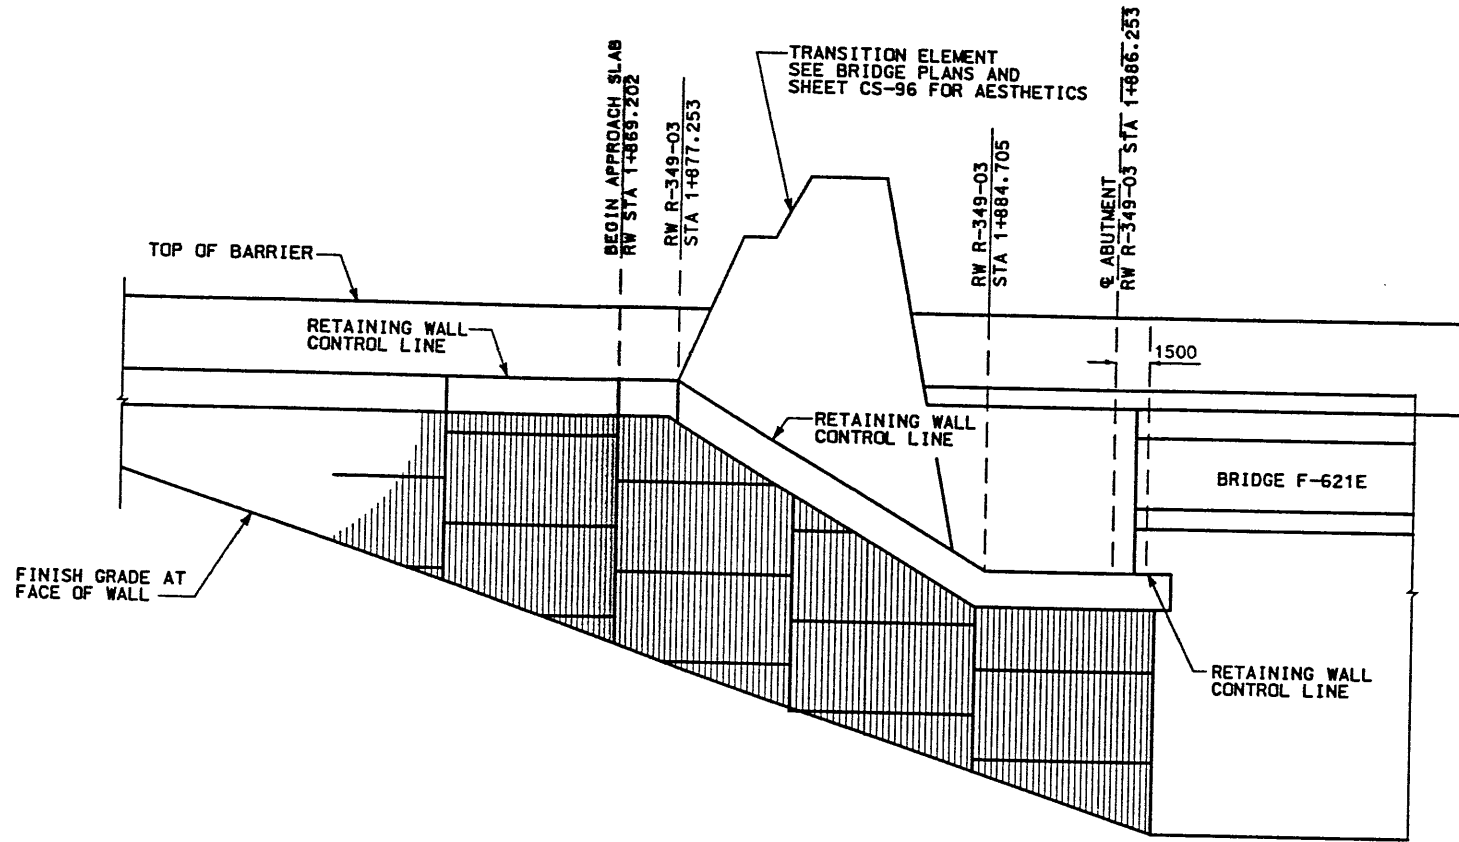 TRANSITION ELEMENT
SEE BRIDGE PLANS AND
SHEET CS-96 FOR AESTHETICS
BEGIN APPROACH SLAB
RW STA 1+869.202
RW R-349-03
STA 1+877.253
RW R-349-03
STA 1+884.705
℄ ABUTMENT
RW R-349-03 STA 1+886.253
TOP OF BARRIER
RETAINING WALL
CONTROL LINE
1500
RETAINING WALL
CONTROL LINE
BRIDGE F-621E
FINISH GRADE AT
FACE OF WALL
RETAINING WALL
CONTROL LINE